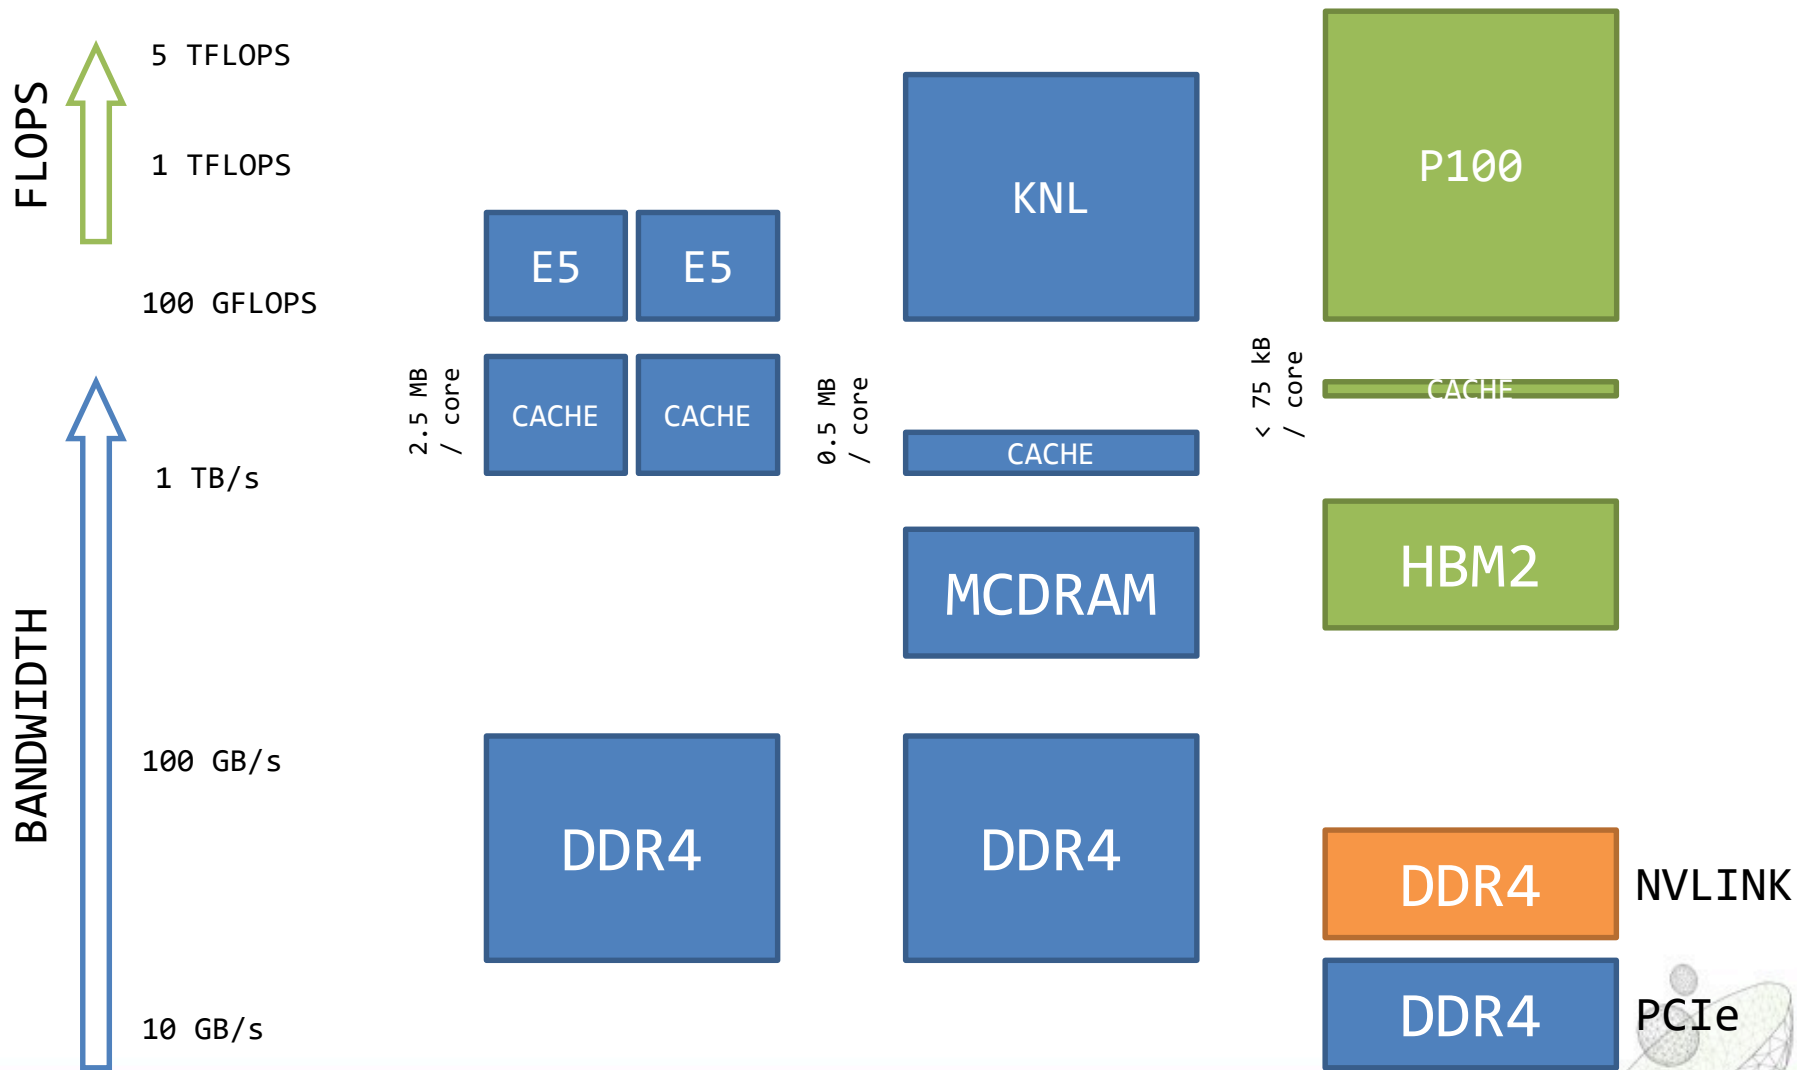 FLOPS
5 TFLOPS
1 TFLOPS
100 GFLOPS
BANDWIDTH
1 TB/s
100 GB/s
10 GB/s
E5
E5
2.5 MB
/ core
CACHE
CACHE
DDR4
KNL
0.5 MB
/ core
CACHE
MCDRAM
DDR4
P100
< 75 kB
/ core
CACHE
HBM2
DDR4
NVLINK
DDR4
PCIe